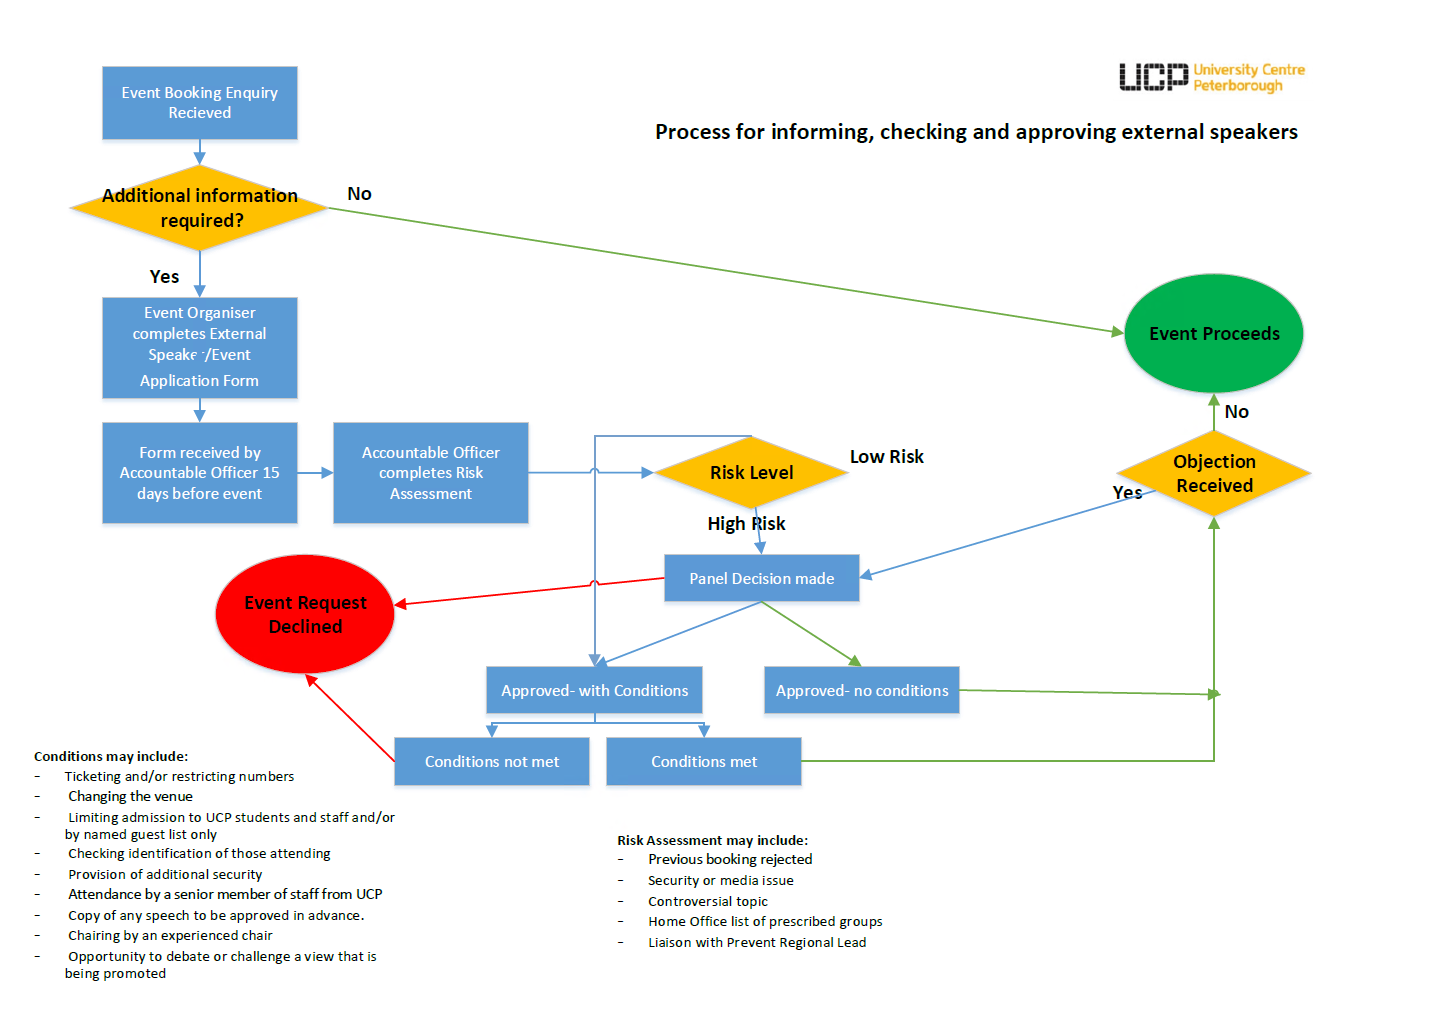 UCP University Centre
Peterborough
Process for informing, checking and approving external speakers
Event Booking Enquiry
Recieved
Additional information
required?
No
Yes
Event Organiser
completes External
Speaker/Event
Application Form
Event Proceeds
No
Form received by
Accountable Officer 15
days before event
Accountable Officer
completes Risk
Assessment
Risk Level
Low Risk
High Risk
Objection
Received
Yes
Panel Decision made
Event Request
Declined
Approved- with Conditions
Approved- no conditions
Conditions not met
Conditions met
Conditions may include:
- Ticketing and/or restricting numbers
- Changing the venue
- Limiting admission to UCP students and staff and/or
by named guest list only
- Checking identification of those attending
- Provision of additional security
- Attendance by a senior member of staff from UCP
- Copy of any speech to be approved in advance.
- Chairing by an experienced chair
- Opportunity to debate or challenge a view that is
being promoted
Risk Assessment may include:
- Previous booking rejected
- Security or media issue
- Controversial topic
- Home Office list of prescribed groups
- Liaison with Prevent Regional Lead